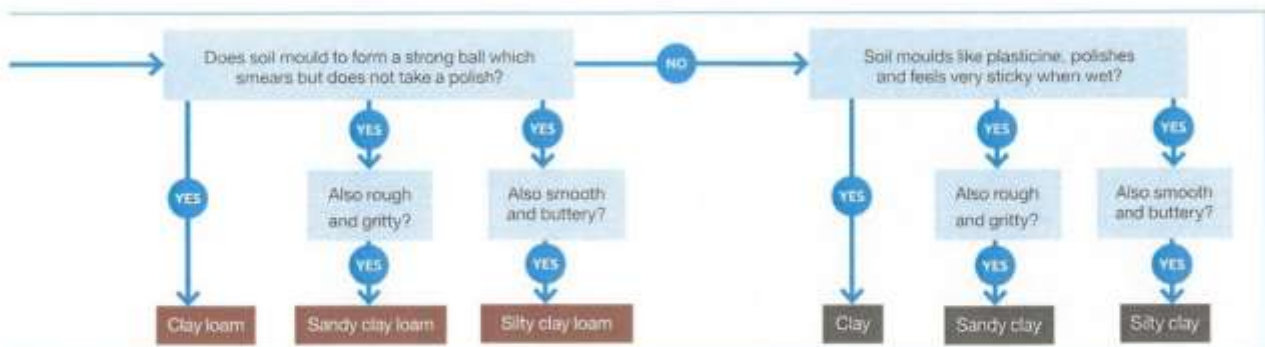 Does soil mould to form a strong ball which
smears but does not take a polish?
NO
Soil moulds like plasticine, polishes
and feels very sticky when wet?
YES
YES
YES
YES
YES
YES
Also rough
and gritty?
Also smooth
and buttery?
Also rough
and gritty?
Also smooth
and buttery?
YES
YES
YES
YES
Clay loam
Sandy clay loam
Silty clay loam
Clay
Sandy clay
Silty clay